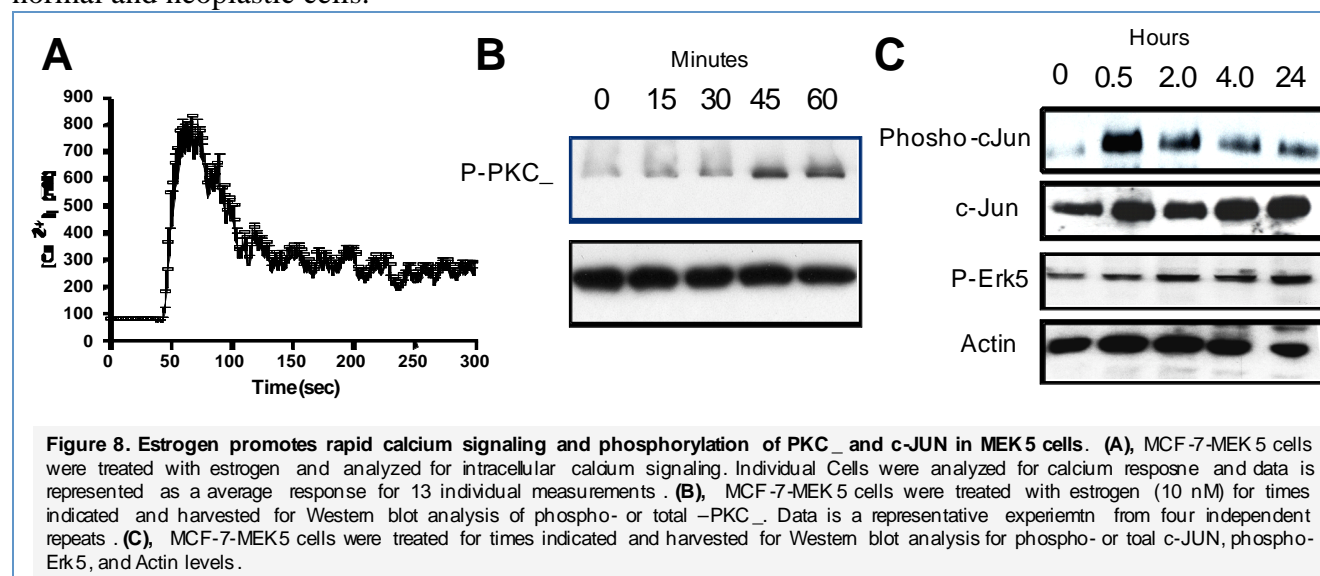 normal and neoplastic cells.
A
B
C
900
800
700
600
500
400
300
200
100
0
0 50 100 150 200 250 300
Time (sec)
Minutes
0 15 30 45 60
P-PKC_
Hours
0 0.5 2.0 4.0 24
Phosho-cJun
c-Jun
P-Erk5
Actin
Figure 8. Estrogen promotes rapid calcium signaling and phosphorylation of PKC_ and c-JUN in MEK5 cells. (A), MCF-7-MEK5 cells
were treated with estrogen and analyzed for intracellular calcium signaling. Individual Cells were analyzed for calcium resposne and data is
represented as a average response for 13 individual measurements. (B), MCF-7-MEK5 cells were treated with estrogen (10 nM) for times
indicated and harvested for Western blot analysis of phospho- or total –PKC_. Data is a representative experiemtn from four independent
repeats. (C), MCF-7-MEK5 cells were treated for times indicated and harvested for Western blot analysis for phospho- or toal c-JUN, phospho-
Erk5, and Actin levels.